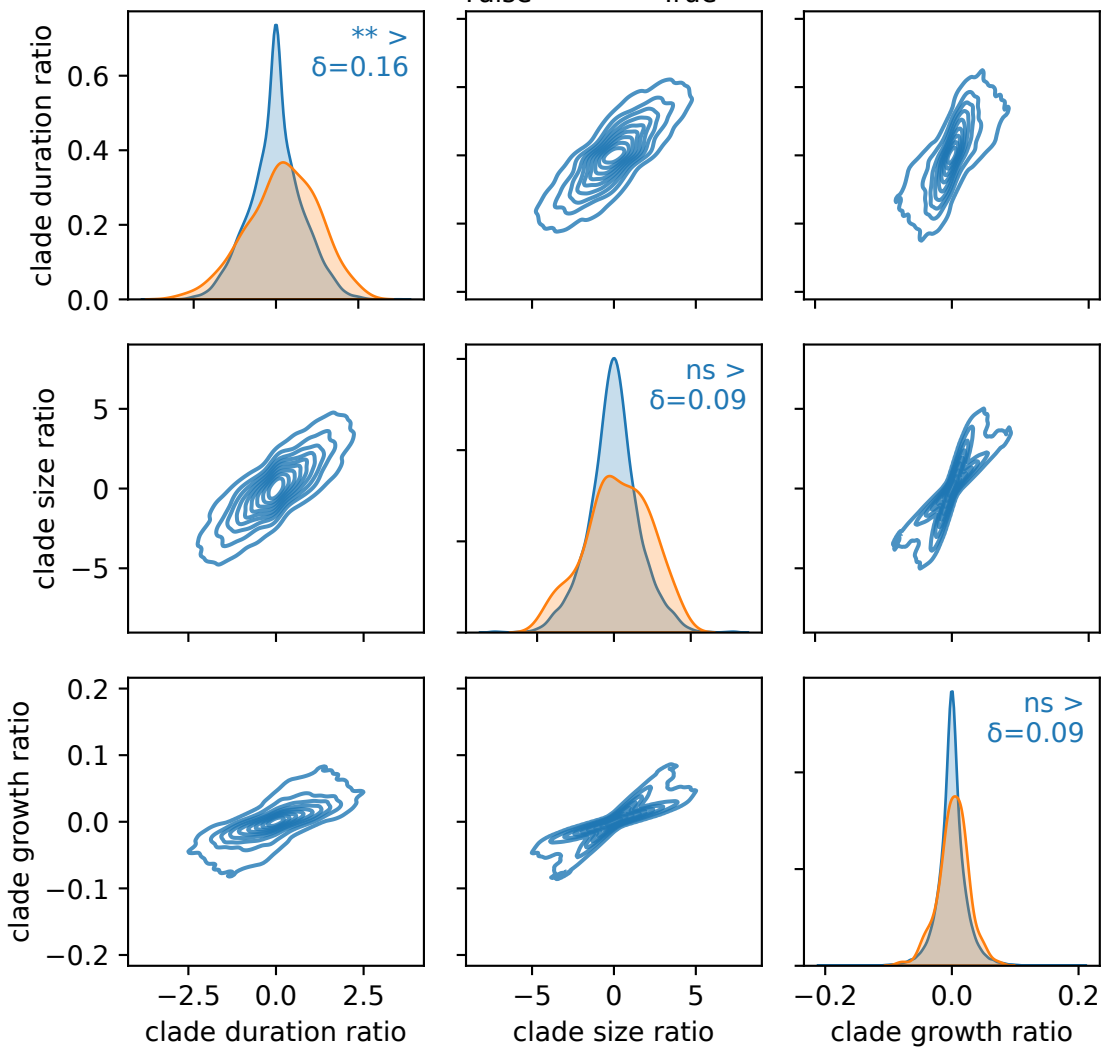 clade duration ratio
0.6
0.4
0.2
0.0
** >
δ=0.16
clade size ratio
5
0
−5
ns >
δ=0.09
clade growth ratio
0.2
0.1
0.0
−0.1
−0.2
ns >
δ=0.09
−2.5 0.0 2.5
−5 0 5
−0.2 0.0 0.2
clade duration ratio
clade size ratio
clade growth ratio